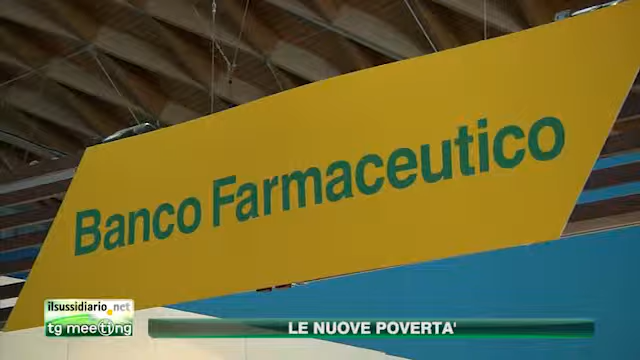 Banco Farmaceutico
ilsussidiario.net
tg meeting
LE NUOVE POVERTA'